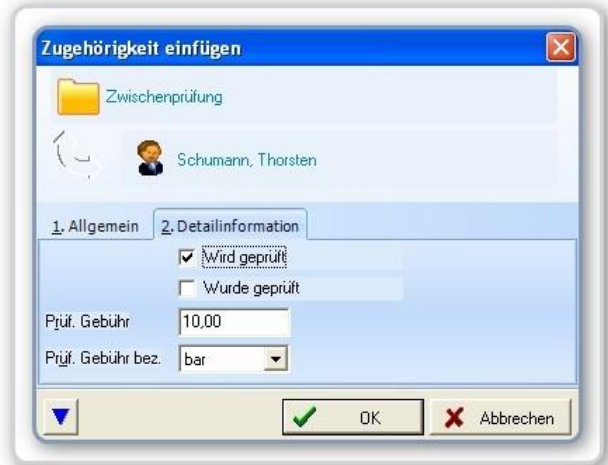 Zugehörigkeit einfügen
Zwischenprüfung
Schumann, Thorsten
1. Allgemein 2. Detailinformation
Wird geprüft
Wurde geprüft
Prüf. Gebühr 10,00
Prüf. Gebühr bez. bar
OK Abbrechen